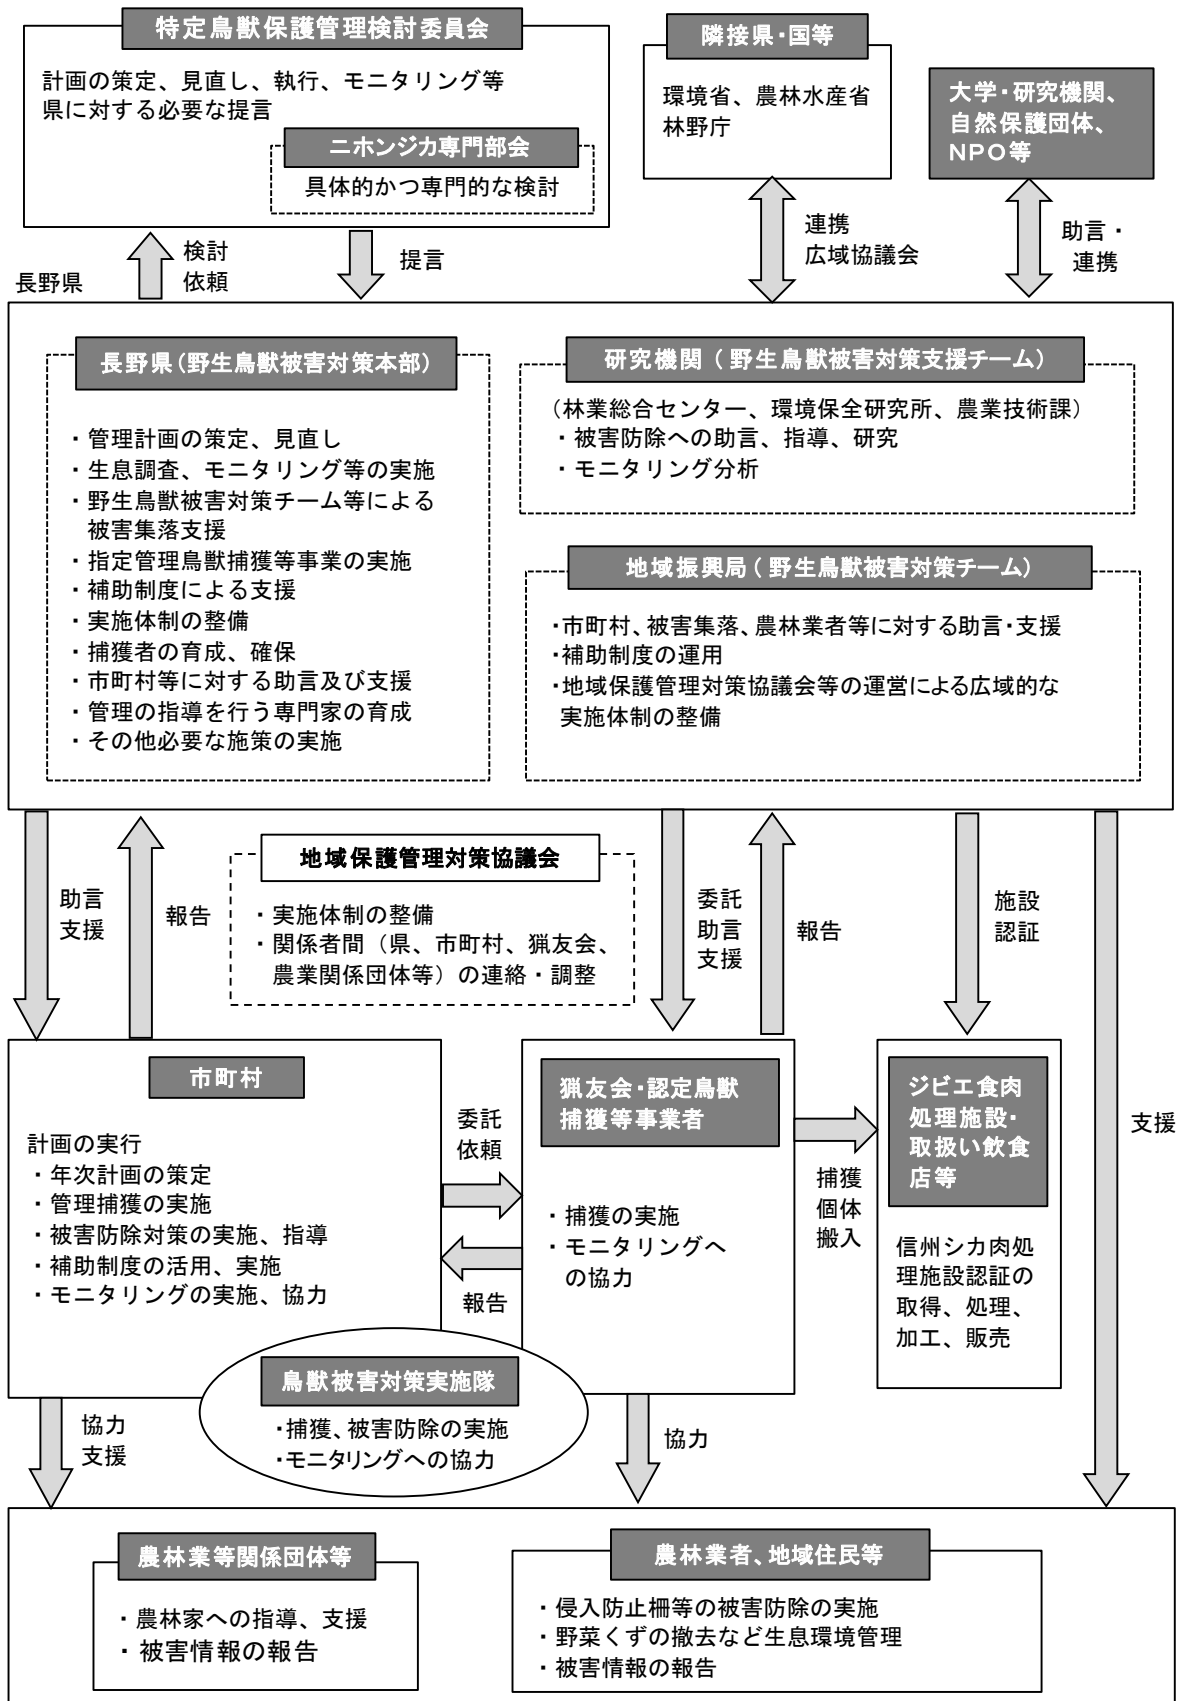 特定鳥獣保護管理検討委員会
計画の策定、見直し、執行、モニタリング等
県に対する必要な提言
ニホンジカ専門部会
具体的かつ専門的な検討
隣接県・国等
環境省、農林水産省
林野庁
大学・研究機関、
自然保護団体、
NPO等
検討
依頼
提言
連携
広域協議会
助言・
連携
長野県
長野県(野生鳥獣被害対策本部)
・管理計画の策定、見直し
・生息調査、モニタリング等の実施
・野生鳥獣被害対策チーム等による
被害集落支援
・指定管理鳥獣捕獲等事業の実施
・補助制度による支援
・実施体制の整備
・捕獲者の育成、確保
・市町村等に対する助言及び支援
・管理の指導を行う専門家の育成
・その他必要な施策の実施
研究機関(野生鳥獣被害対策支援チーム)
(林業総合センター、環境保全研究所、農業技術課)
・被害防除への助言、指導、研究
・モニタリング分析
地域振興局(野生鳥獣被害対策チーム)
・市町村、被害集落、農林業者等に対する助言・支援
・補助制度の運用
・地域保護管理対策協議会等の運営による広域的な
実施体制の整備
助言
支援
報告
地域保護管理対策協議会
・実施体制の整備
・関係者間(県、市町村、猟友会、
農業関係団体等)の連絡・調整
委託
助言
支援
報告
施設
認証
支援
市町村
計画の実行
・年次計画の策定
・管理捕獲の実施
・被害防除対策の実施、指導
・補助制度の活用、実施
・モニタリングの実施、協力
委託
依頼
報告
猟友会・認定鳥獣
捕獲等事業者
・捕獲の実施
・モニタリングへ
の協力
捕獲
個体
搬入
ジビエ食肉
処理施設・
取扱い飲食
店等
信州シカ肉処
理施設認証の
取得、処理、
加工、販売
鳥獣被害対策実施隊
・捕獲、被害防除の実施
・モニタリングへの協力
協力
支援
協力
農林業等関係団体等
・農林家への指導、支援
・被害情報の報告
農林業者、地域住民等
・侵入防止柵等の被害防除の実施
・野菜くずの撤去など生息環境管理
・被害情報の報告